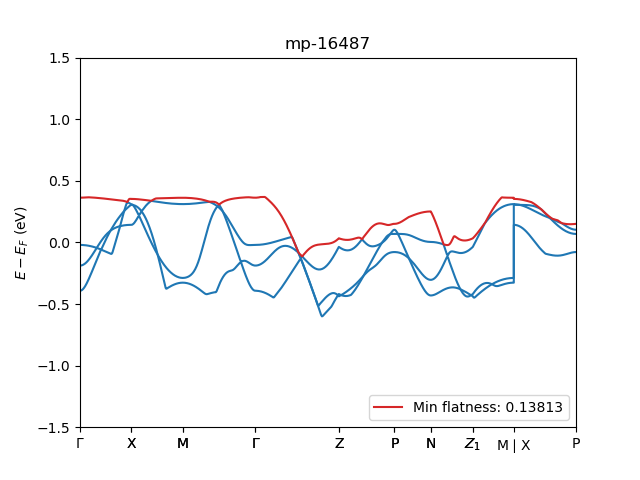 mp-16487
E − E_F (eV)
1.5
1.0
0.5
0.0
−0.5
−1.0
−1.5
Min flatness: 0.13813
Γ X M Γ Z P N Z₁ M | X P